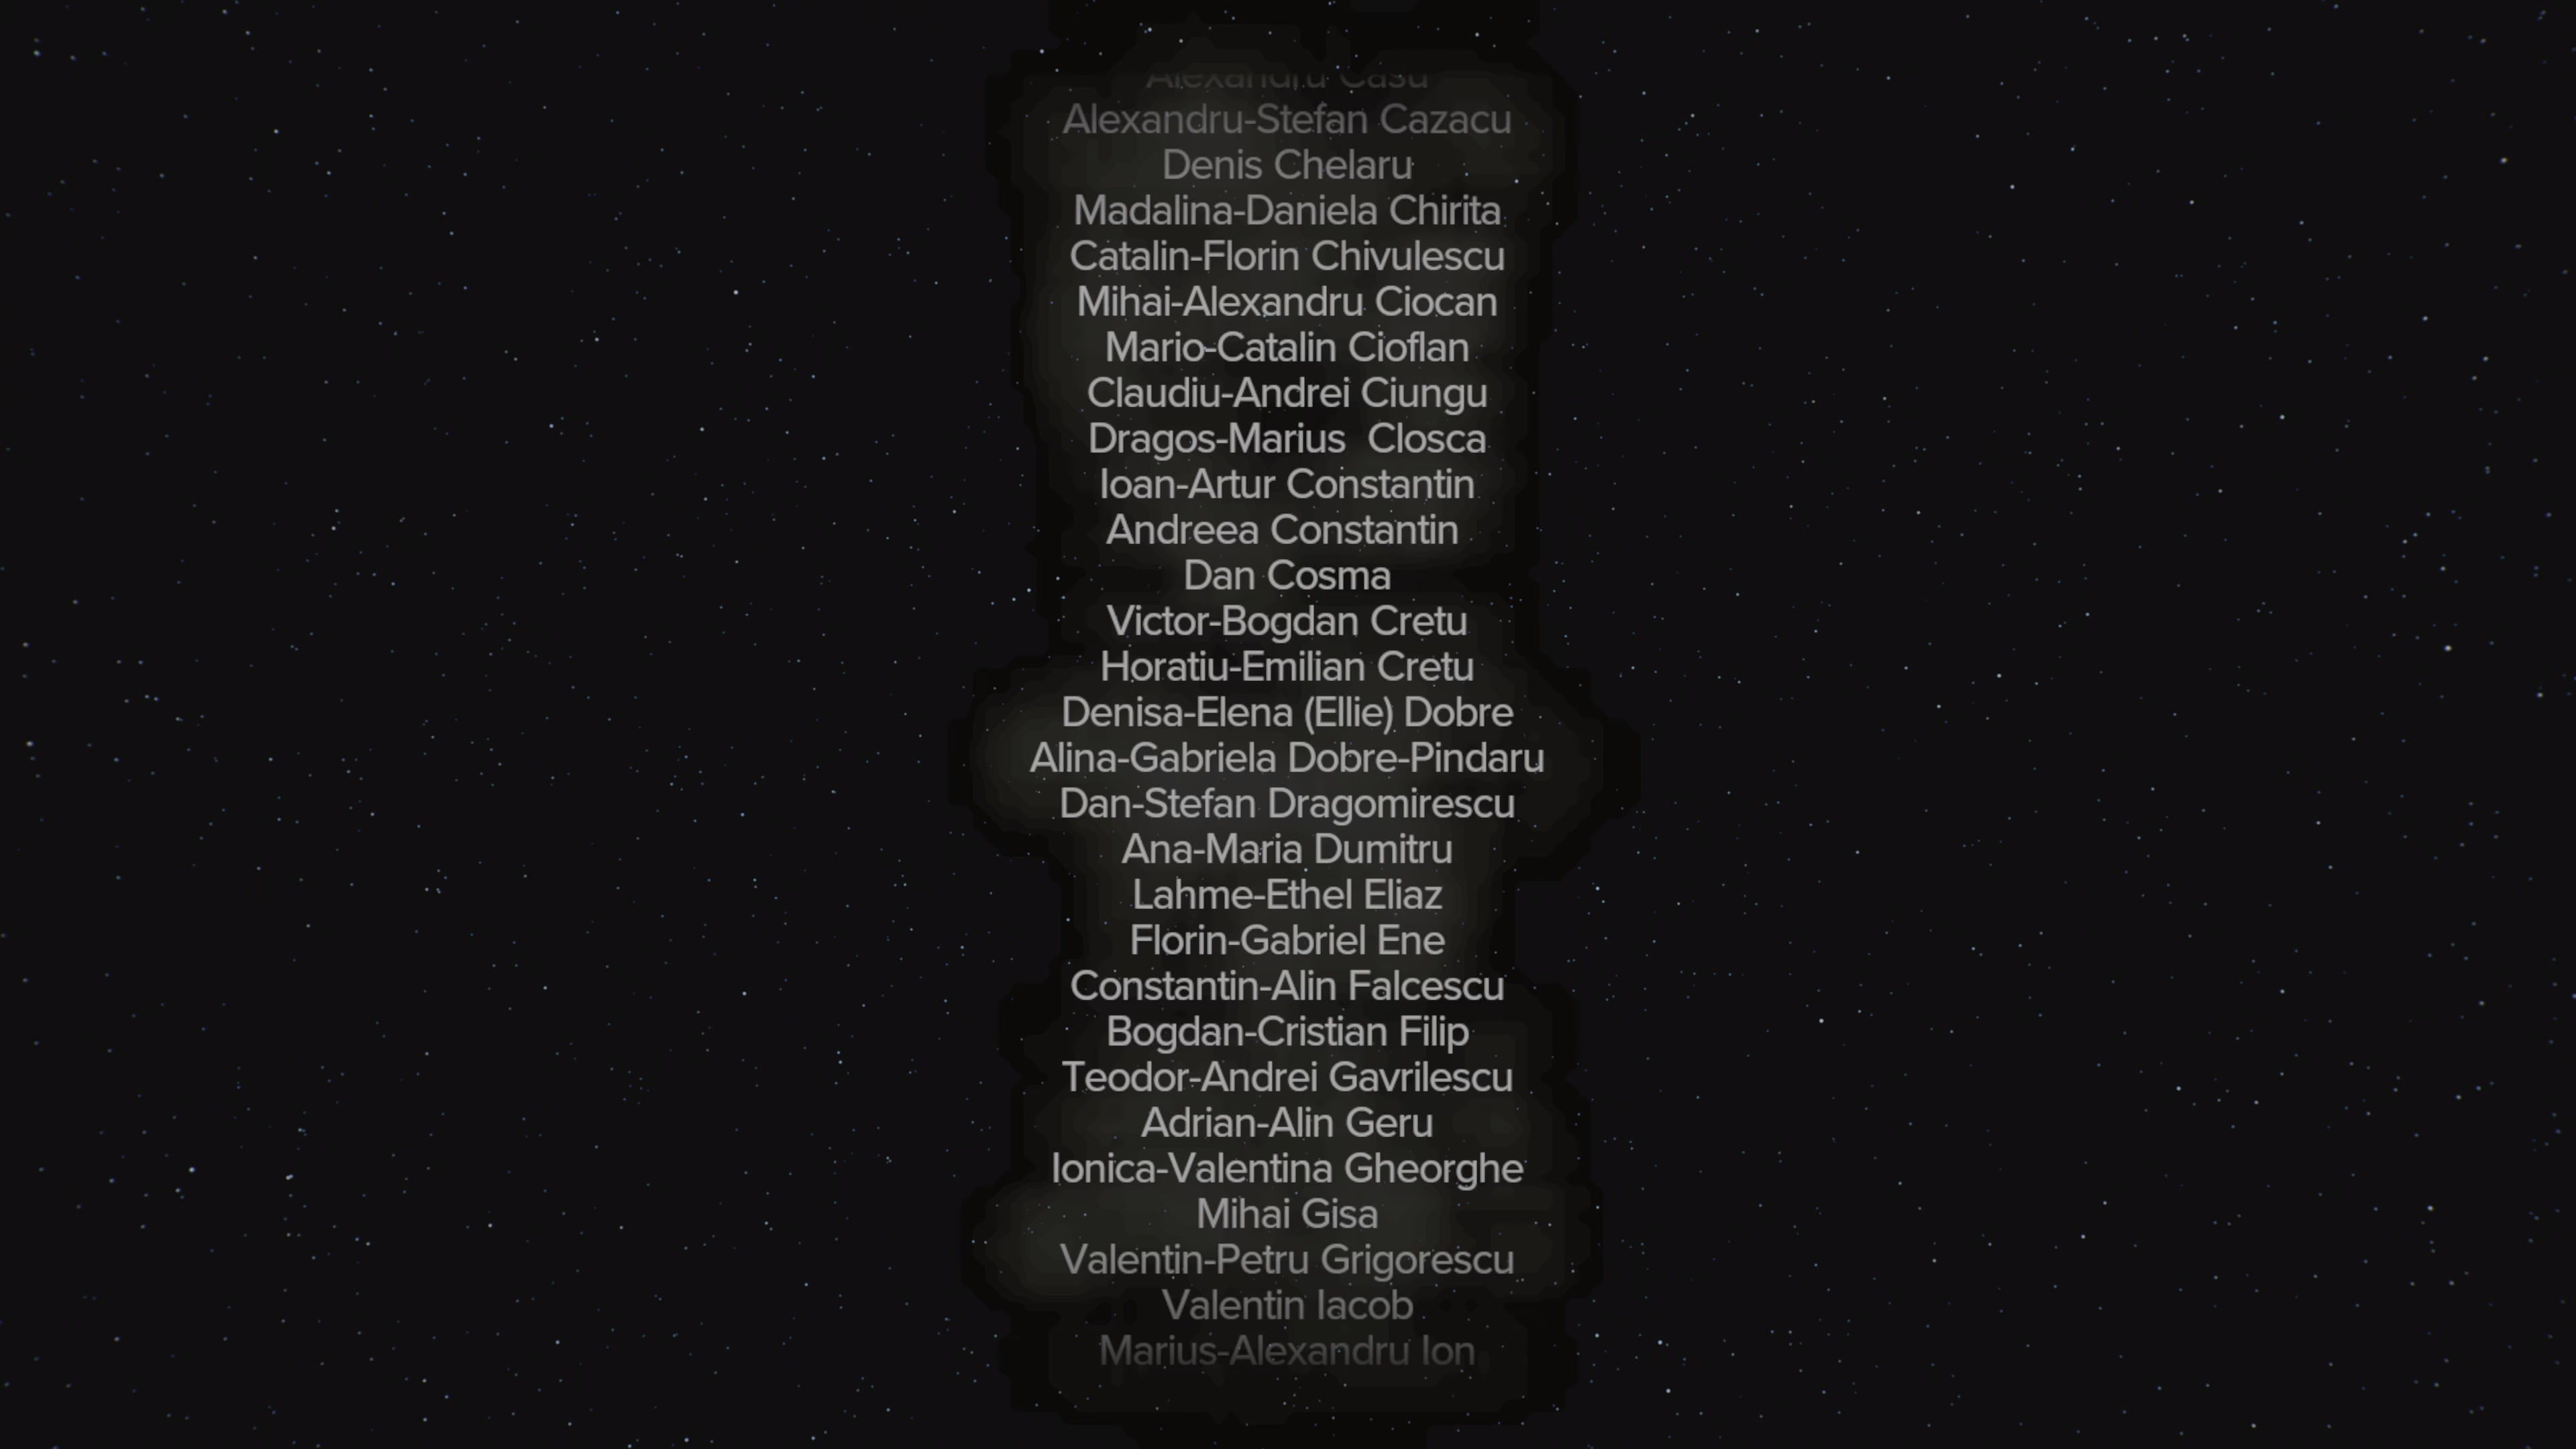 Alexandru Casu
Alexandru-Stefan Cazacu
Denis Chelaru
Madalina-Daniela Chirita
Catalin-Florin Chivulescu
Mihai-Alexandru Ciocan
Mario-Catalin Cioflan
Claudiu-Andrei Ciungu
Dragos-Marius  Closca
Ioan-Artur Constantin
Andreea Constantin
Dan Cosma
Victor-Bogdan Cretu
Horatiu-Emilian Cretu
Denisa-Elena (Ellie) Dobre
Alina-Gabriela Dobre-Pindaru
Dan-Stefan Dragomirescu
Ana-Maria Dumitru
Lahme-Ethel Eliaz
Florin-Gabriel Ene
Constantin-Alin Falcescu
Bogdan-Cristian Filip
Teodor-Andrei Gavrilescu
Adrian-Alin Geru
Ionica-Valentina Gheorghe
Mihai Gisa
Valentin-Petru Grigorescu
Valentin Iacob
Marius-Alexandru Ion